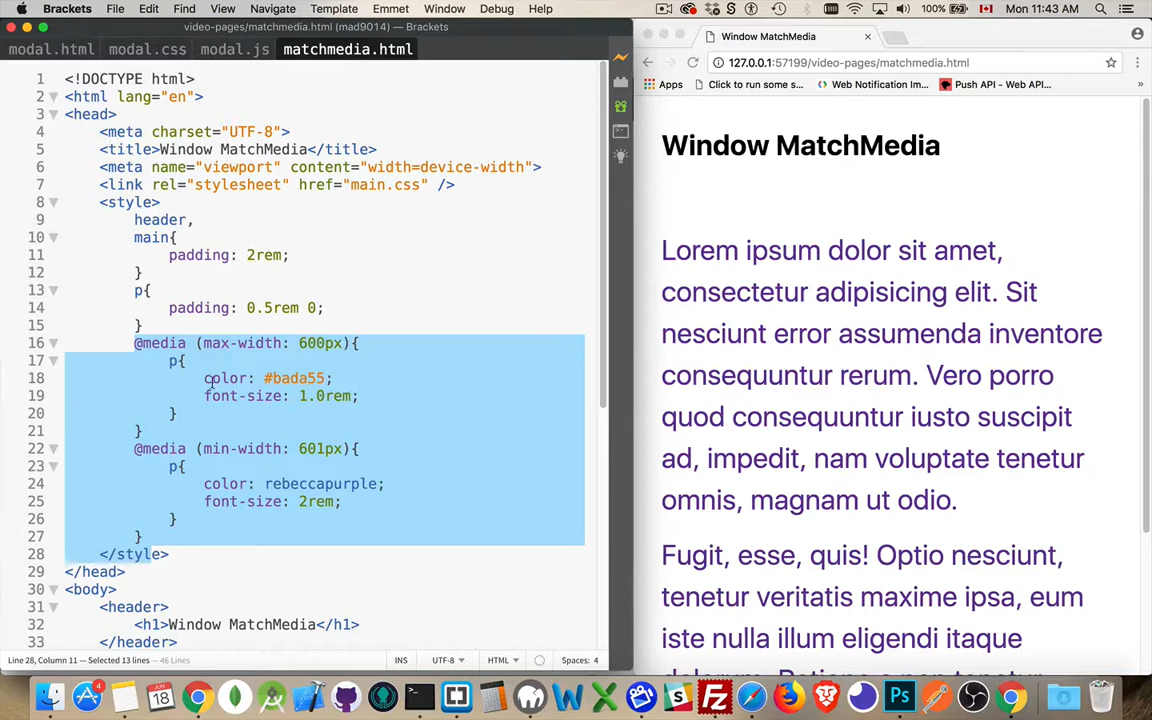 Brackets File Edit Find View Navigate Template Emmet Window Debug Help 100% Mon 11:43 AM
video-pages/matchmedia.html (mad9014) — Brackets
modal.html modal.css modal.js matchmedia.html
1 <!DOCTYPE html>
2 <html lang="en">
3 <head>
4 <meta charset="UTF-8">
5 <title>Window MatchMedia</title>
6 <meta name="viewport" content="width=device-width">
7 <link rel="stylesheet" href="main.css" />
8 <style>
9 header,
10 main{
11 padding: 2rem;
12 }
13 p{
14 padding: 0.5rem 0;
15 }
16 @media (max-width: 600px){
17 p{
18 color: #bada55;
19 font-size: 1.0rem;
20 }
21 }
22 @media (min-width: 601px){
23 p{
24 color: rebeccapurple;
25 font-size: 2rem;
26 }
27 }
28 </style>
29 </head>
30 <body>
31 <header>
32 <h1>Window MatchMedia</h1>
33 </header>
Line 28, Column 11 — Selected 13 lines — 46 Lines INS UTF-8 HTML Spaces: 4
Window MatchMedia
127.0.0.1:57199/video-pages/matchmedia.html
Apps Click to run some s... Web Notification Im... Push API - Web API... »
Window MatchMedia
Lorem ipsum dolor sit amet,
consectetur adipisicing elit. Sit
nesciunt error assumenda inventore
consequuntur rerum. Vero porro
quod consequuntur iusto suscipit
ad, impedit, nam voluptate tenetur
omnis, magnam ut odio.
Fugit, esse, quis! Optio nesciunt,
tenetur veritatis maxime ipsa, eum
iste nulla illum eligendi itaque